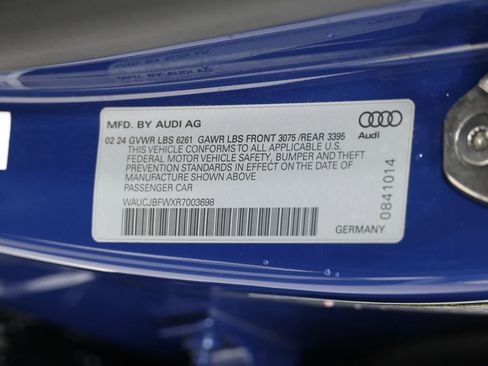 MFD. BY AUDI AG
Audi
02 24 GVWR LBS 6261 GAWR LBS FRONT 3075 /REAR 3395
THIS VEHICLE CONFORMS TO ALL APPLICABLE U.S.
FEDERAL MOTOR VEHICLE SAFETY, BUMPER AND THEFT
PREVENTION STANDARDS IN EFFECT ON THE DATE OF
MANUFACTURE SHOWN ABOVE
PASSENGER CAR
WAUCJBFWXR7003698
GERMANY
0841014